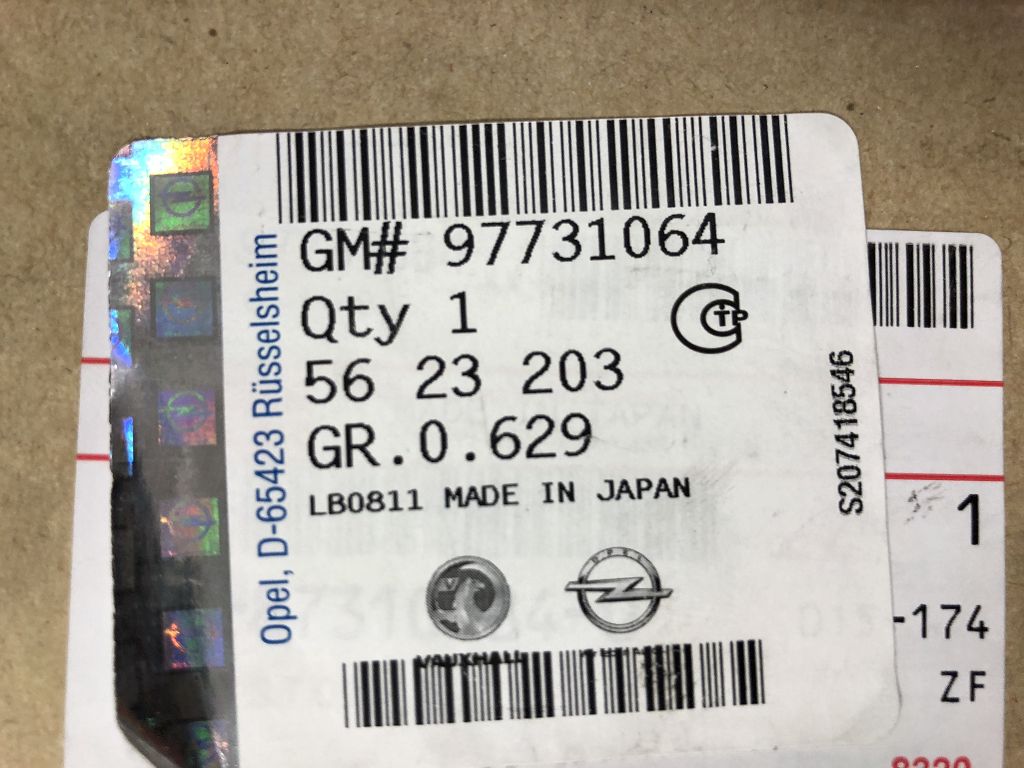 GM# 97731064
Qty 1
56 23 203
GR.0.629
LB0811 MADE IN JAPAN
Opel, D-65423 Rüsselsheim
S207418546
OPEL
VAUXHALL
1
-174
ZF